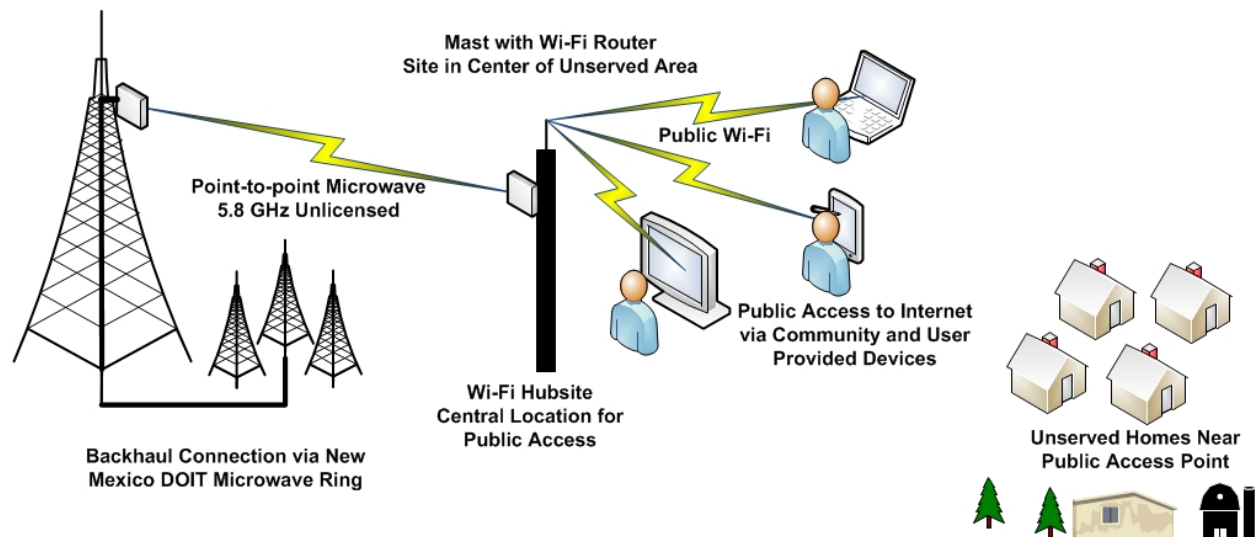 Mast with Wi-Fi Router
Site in Center of Unserved Area
Public Wi-Fi
Point-to-point Microwave
5.8 GHz Unlicensed
Public Access to Internet
via Community and User
Provided Devices
Wi-Fi Hubsite
Central Location for
Public Access
Backhaul Connection via New
Mexico DOIT Microwave Ring
Unserved Homes Near
Public Access Point